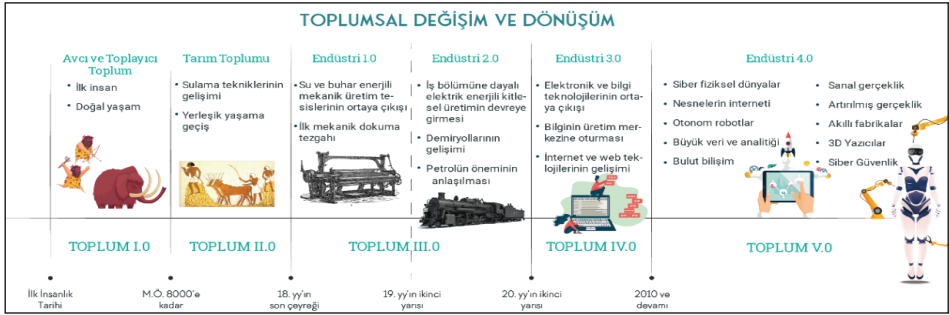 TOPLUMSAL DEĞİŞİM VE DÖNÜŞÜM
Avcı ve Toplayıcı
Toplum
• İlk insan
• Doğal yaşam
Tarım Toplumu
• Sulama tekniklerinin
gelişimi
• Yerleşik yaşama
geçiş
Endüstri 1.0
• Su ve buhar enerjili
mekanik üretim te-
sislerinin ortaya çıkışı
• İlk mekanik dokuma
tezgahı
Endüstri 2.0
• İş bölümüne dayalı
elektrik enerjili kitle-
sel üretimin devreye
girmesi
• Demiryollarının
gelişimi
• Petrolün öneminin
anlaşılması
Endüstri 3.0
• Elektronik ve bilgi
teknolojilerinin orta-
ya çıkışı
• Bilginin üretim mer-
kezine oturması
• İnternet ve web tek-
lojilerinin gelişimi
Endüstri 4.0
• Siber fiziksel dünyalar
• Nesnelerin interneti
• Otonom robotlar
• Büyük veri ve analitiği
• Bulut bilişim
• Sanal gerçeklik
• Artırılmış gerçeklik
• Akıllı fabrikalar
• 3D Yazıcılar
• Siber Güvenlik
TOPLUM I.0
TOPLUM II.0
TOPLUM III.0
TOPLUM IV.0
TOPLUM V.0
İlk İnsanlık
Tarihi
M.Ö. 8000'e
kadar
18. yy'ın
son çeyreği
19. yy'ın ikinci
yarısı
20. yy'ın ikinci
yarısı
2010 ve
devamı